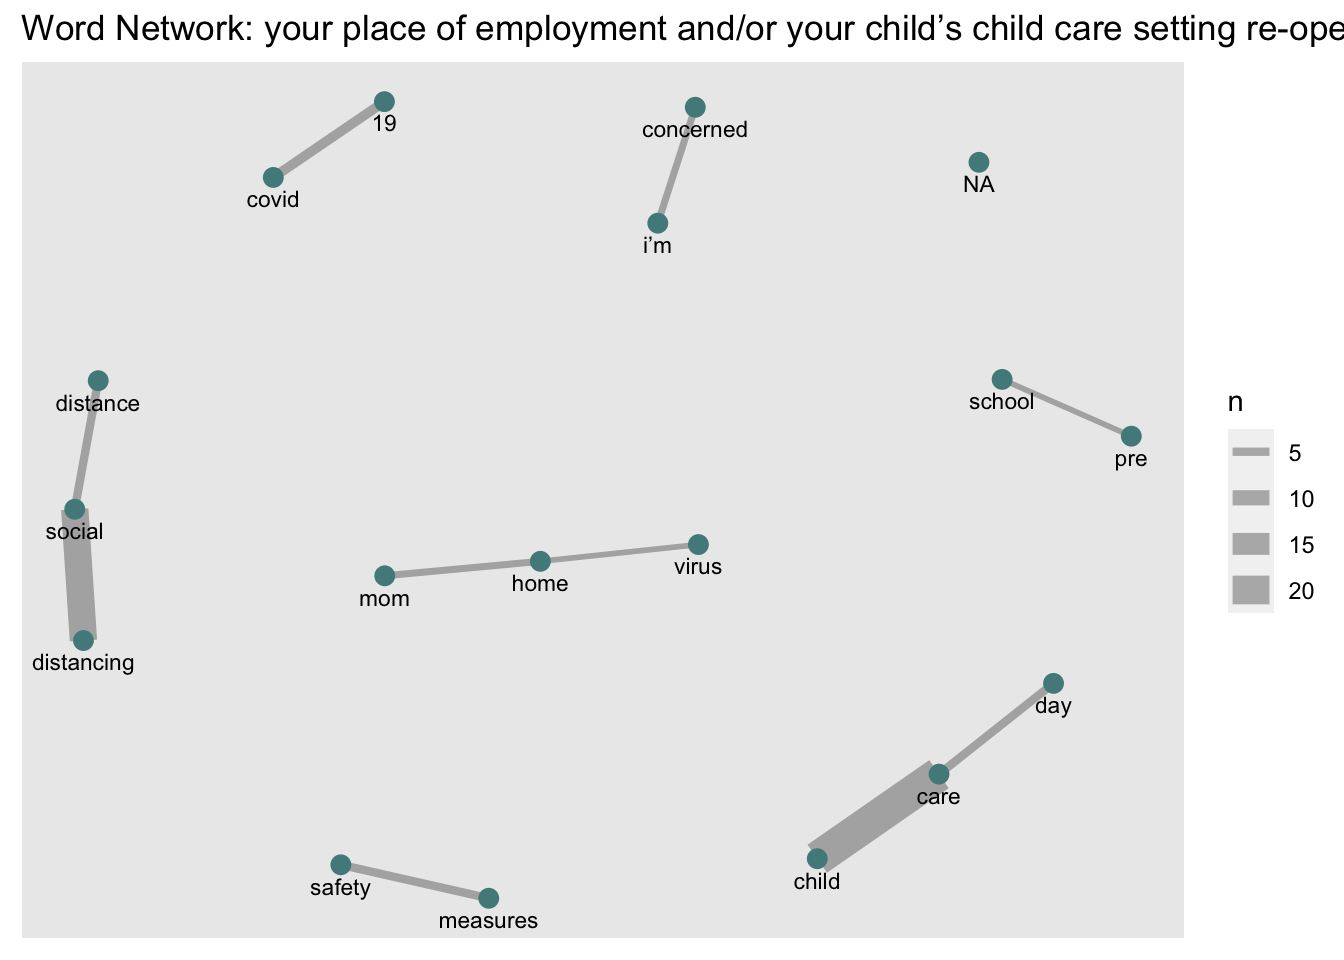 Word Network: your place of employment and/or your child’s child care setting re-ope
19
concerned
NA
covid
i’m
distance
school
n
pre
5
10
social
15
virus
home
20
mom
distancing
day
care
child
safety
measures